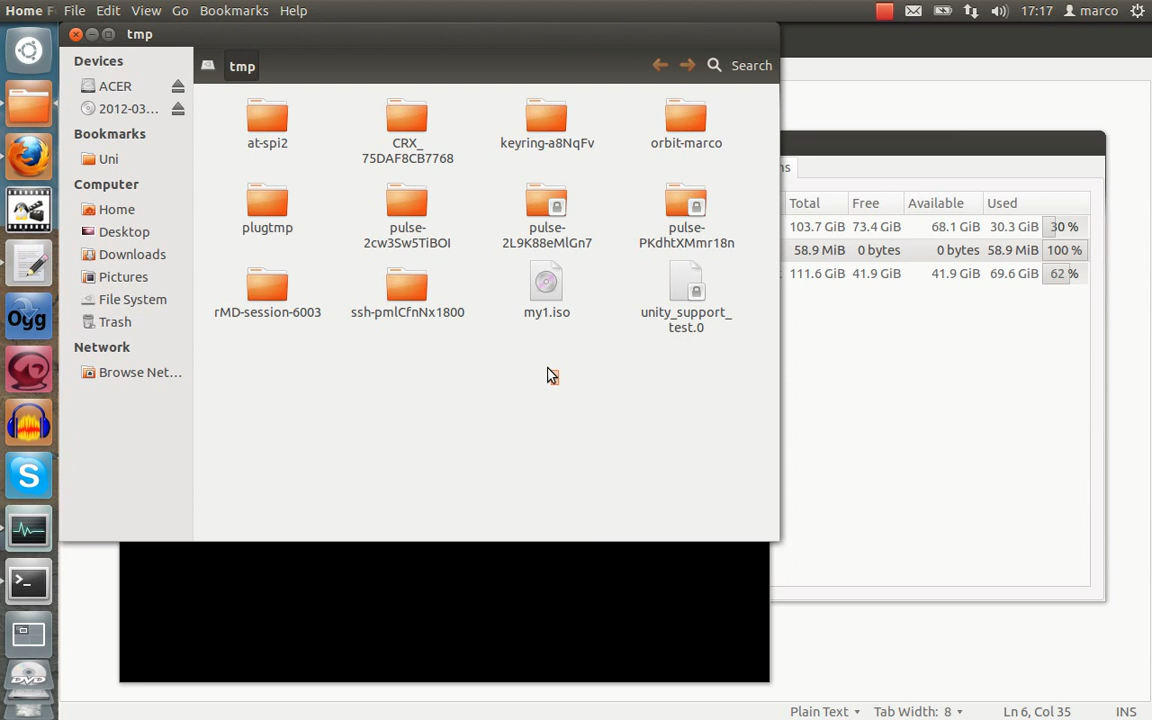 Home F File Edit View Go Bookmarks Help 17:17 marco
tmp
Devices
ACER
2012-03...
Bookmarks
Uni
Computer
Home
Desktop
Downloads
Pictures
File System
Trash
Network
Browse Net...
tmp Search
at-spi2
CRX_
75DAF8CB7768
keyring-a8NqFv
orbit-marco
plugtmp
pulse-
2cw3Sw5TiBOI
pulse-
2L9K88eMlGn7
pulse-
PKdhtXMmr18n
rMD-session-6003
ssh-pmlCfnNx1800
my1.iso
unity_support_
test.0
ns
Total Free Available Used
103.7 GiB 73.4 GiB 68.1 GiB 30.3 GiB 30 %
58.9 MiB 0 bytes 0 bytes 58.9 MiB 100 %
111.6 GiB 41.9 GiB 41.9 GiB 69.6 GiB 62 %
Ogg
DVD
Plain Text Tab Width: 8 Ln 6, Col 35 INS